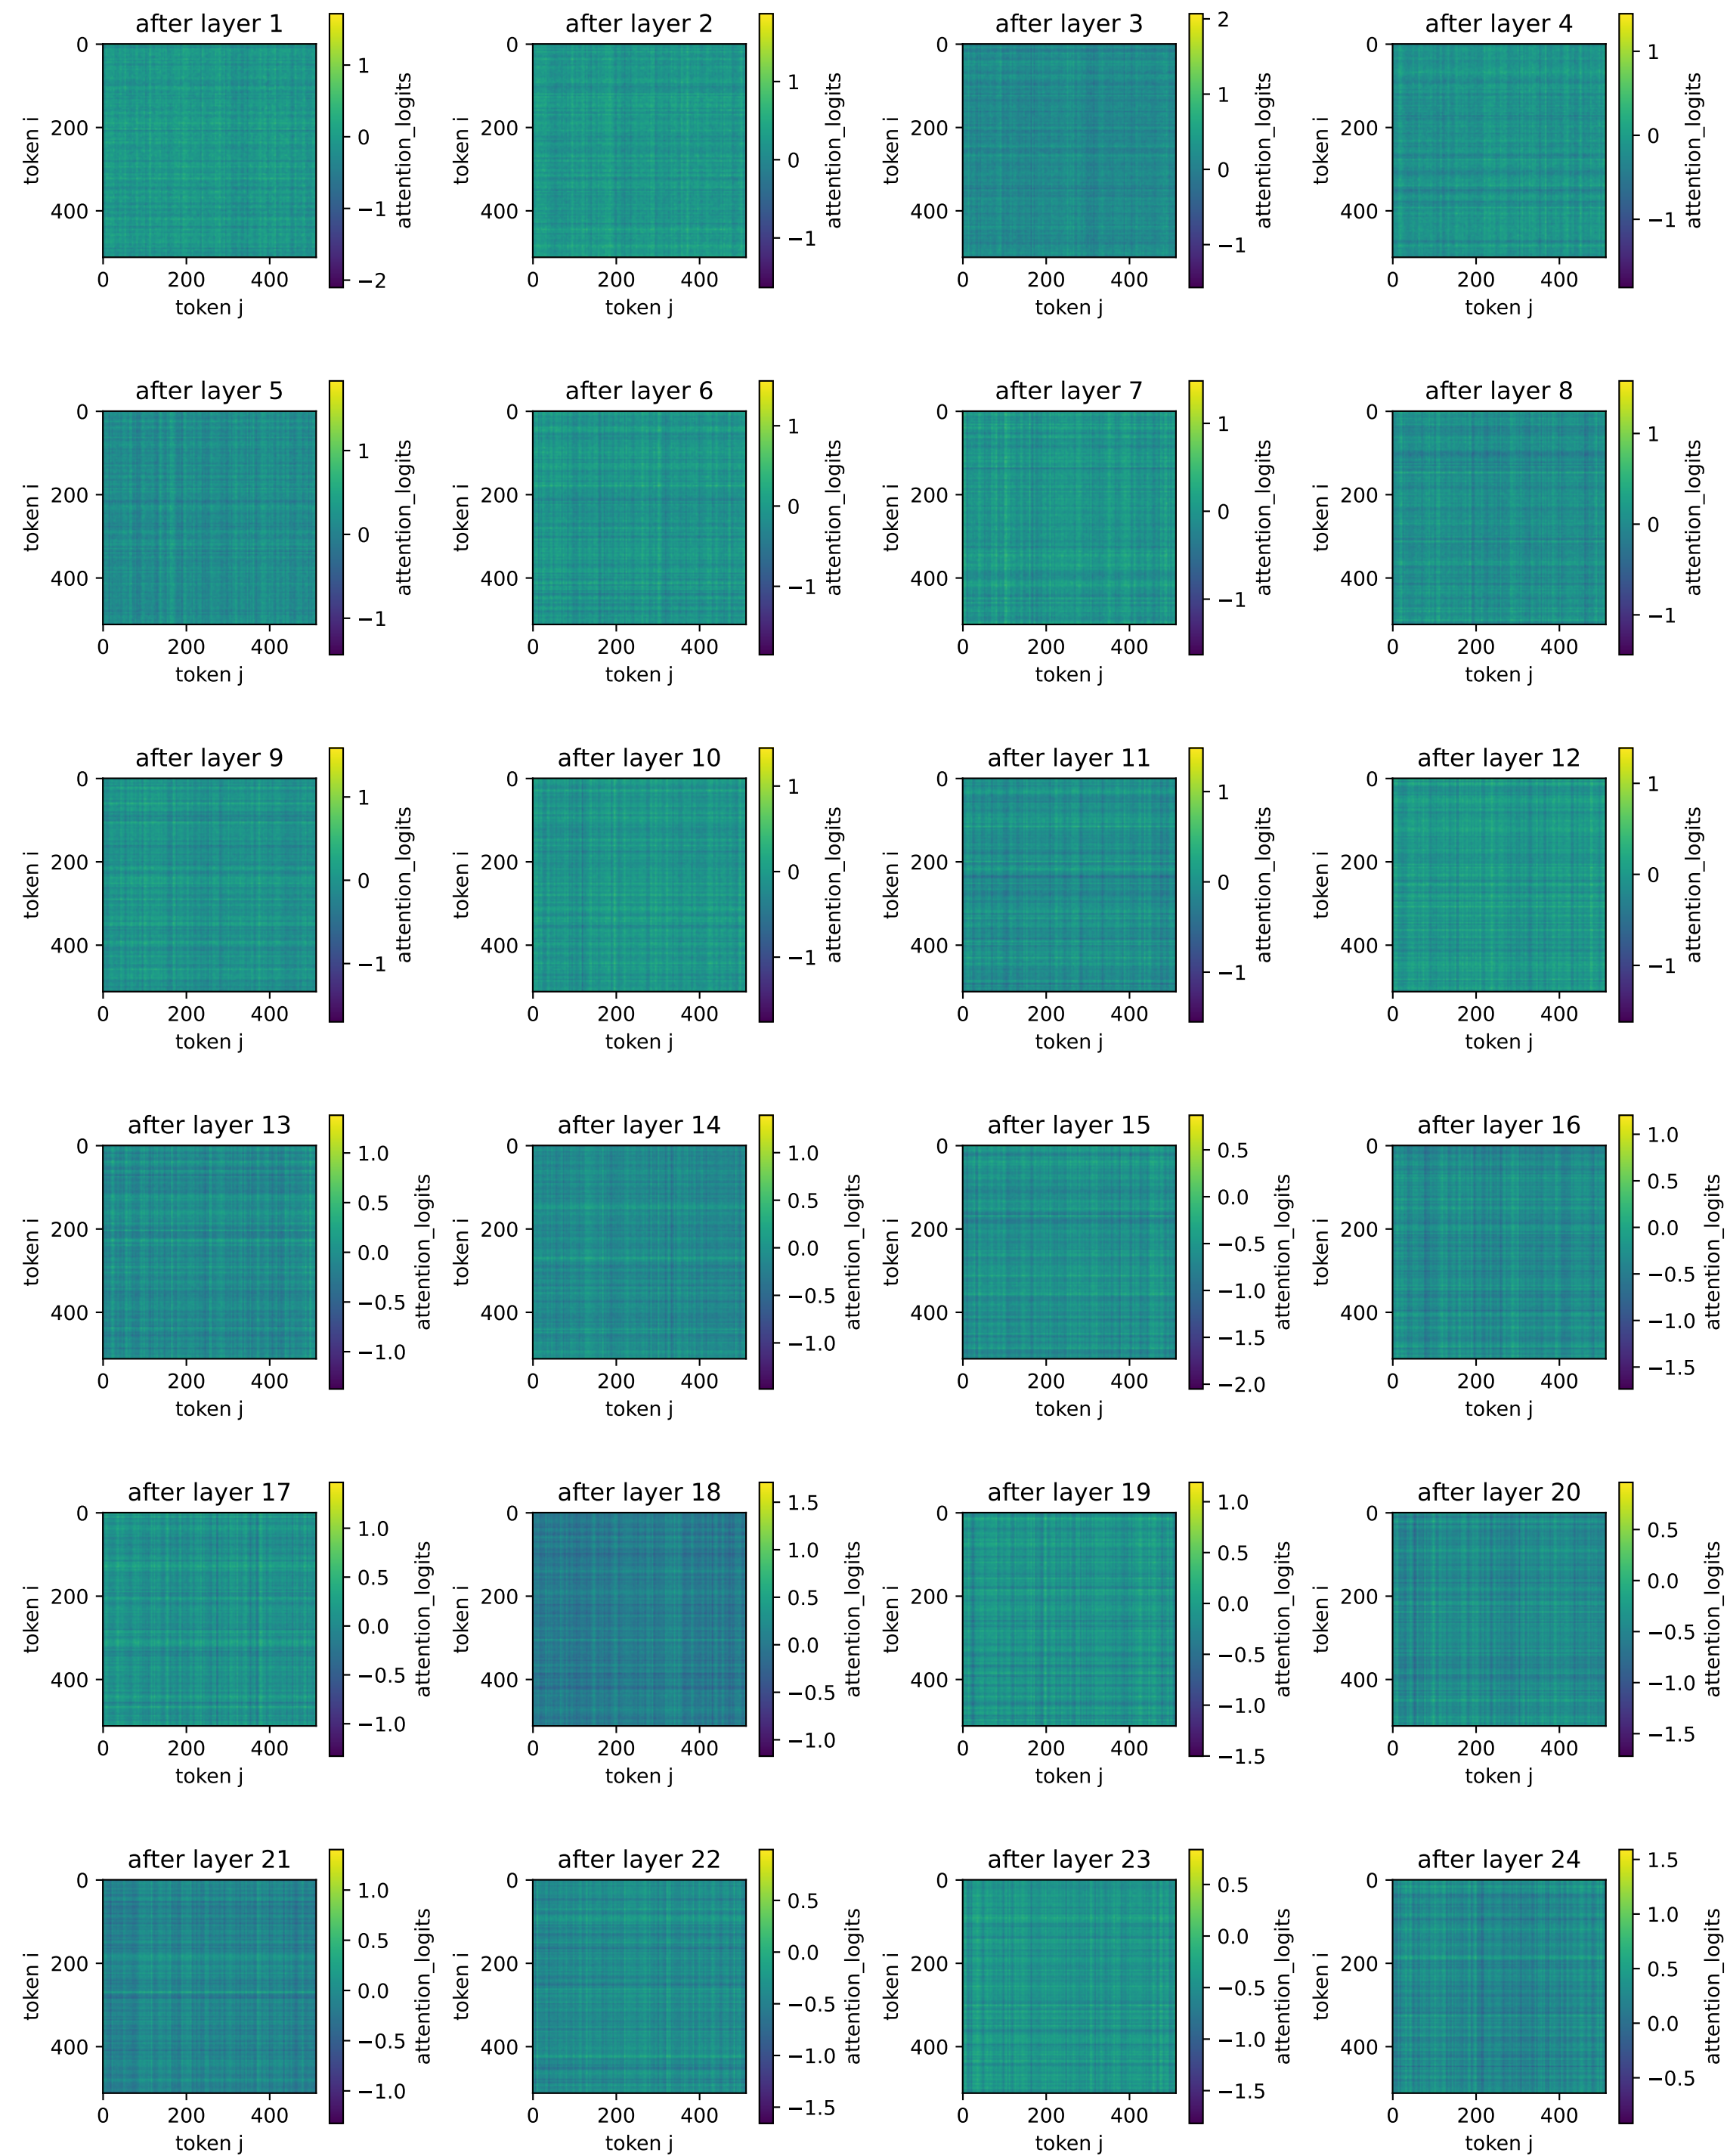 after layer 1
0
200
400
token i
0 200 400
token j
1
0
−1
−2
attention_logits
after layer 2
0
200
400
token i
0 200 400
token j
1
0
−1
attention_logits
after layer 3
0
200
400
token i
0 200 400
token j
2
1
0
−1
attention_logits
after layer 4
0
200
400
token i
0 200 400
token j
1
0
−1
attention_logits
after layer 5
0
200
400
token i
0 200 400
token j
1
0
−1
attention_logits
after layer 6
0
200
400
token i
0 200 400
token j
1
0
−1
attention_logits
after layer 7
0
200
400
token i
0 200 400
token j
1
0
−1
attention_logits
after layer 8
0
200
400
token i
0 200 400
token j
1
0
−1
attention_logits
after layer 9
0
200
400
token i
0 200 400
token j
1
0
−1
attention_logits
after layer 10
0
200
400
token i
0 200 400
token j
1
0
−1
attention_logits
after layer 11
0
200
400
token i
0 200 400
token j
1
0
−1
attention_logits
after layer 12
0
200
400
token i
0 200 400
token j
1
0
−1
attention_logits
after layer 13
0
200
400
token i
0 200 400
token j
1.0
0.5
0.0
−0.5
−1.0
attention_logits
after layer 14
0
200
400
token i
0 200 400
token j
1.0
0.5
0.0
−0.5
−1.0
attention_logits
after layer 15
0
200
400
token i
0 200 400
token j
0.5
0.0
−0.5
−1.0
−1.5
−2.0
attention_logits
after layer 16
0
200
400
token i
0 200 400
token j
1.0
0.5
0.0
−0.5
−1.0
−1.5
attention_logits
after layer 17
0
200
400
token i
0 200 400
token j
1.0
0.5
0.0
−0.5
−1.0
attention_logits
after layer 18
0
200
400
token i
0 200 400
token j
1.5
1.0
0.5
0.0
−0.5
−1.0
attention_logits
after layer 19
0
200
400
token i
0 200 400
token j
1.0
0.5
0.0
−0.5
−1.0
−1.5
attention_logits
after layer 20
0
200
400
token i
0 200 400
token j
0.5
0.0
−0.5
−1.0
−1.5
attention_logits
after layer 21
0
200
400
token i
0 200 400
token j
1.0
0.5
0.0
−0.5
−1.0
attention_logits
after layer 22
0
200
400
token i
0 200 400
token j
0.5
0.0
−0.5
−1.0
−1.5
attention_logits
after layer 23
0
200
400
token i
0 200 400
token j
0.5
0.0
−0.5
−1.0
−1.5
attention_logits
after layer 24
0
200
400
token i
0 200 400
token j
1.5
1.0
0.5
0.0
−0.5
attention_logits